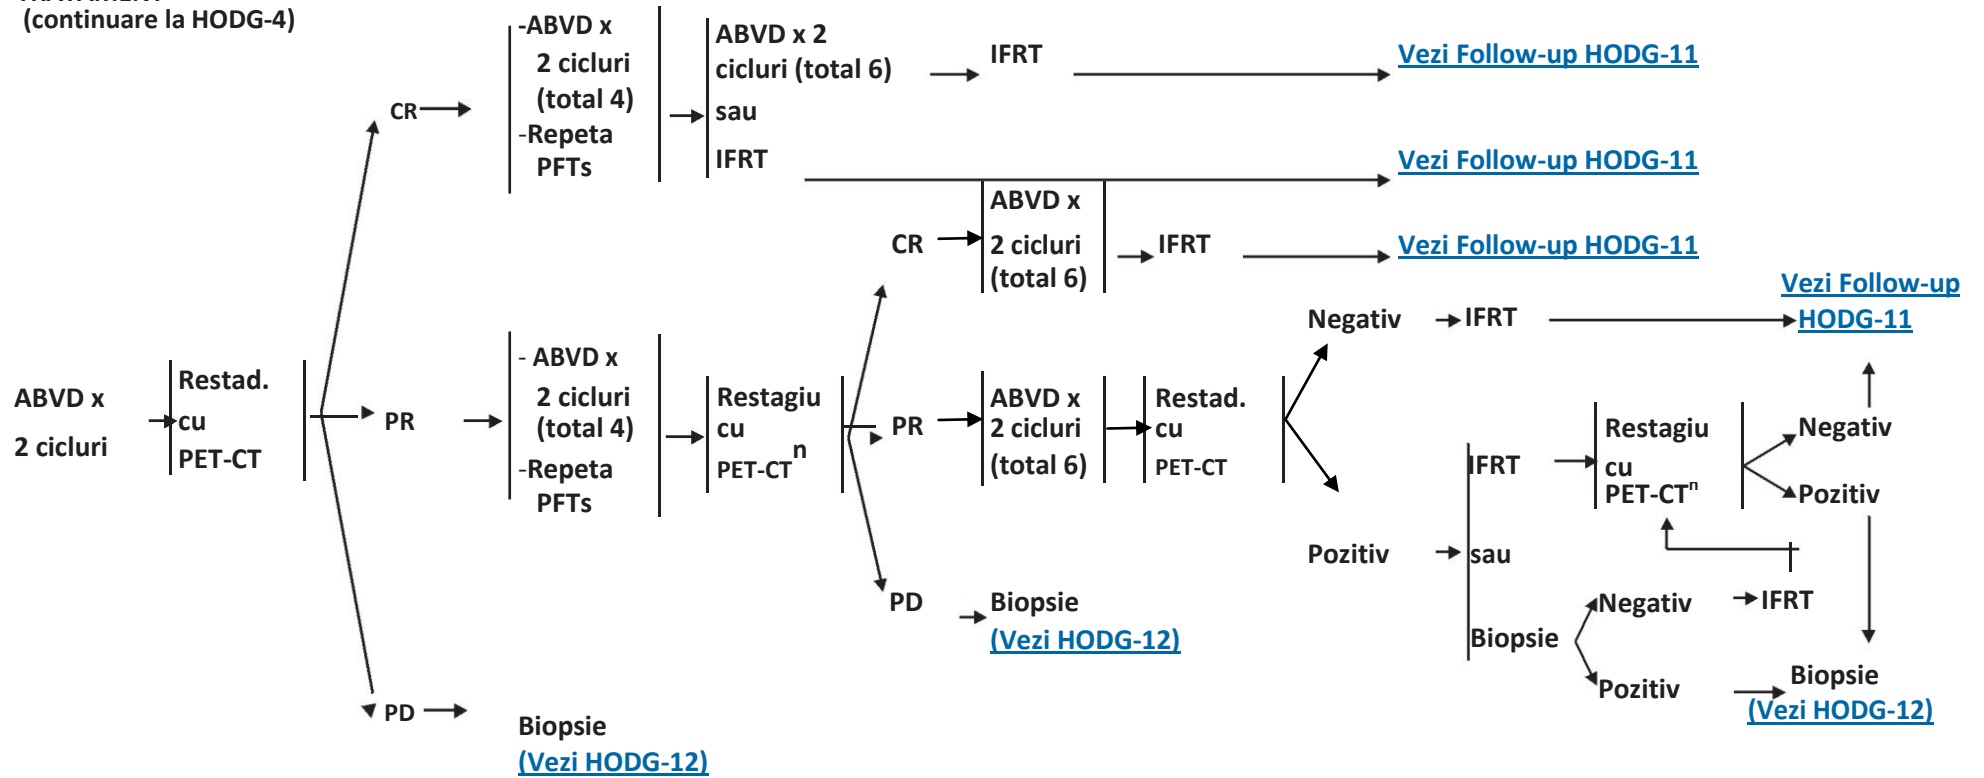 (continuare la HODG-4)
-ABVD x
2 cicluri
(total 4)
-Repeta
PFTs
ABVD x 2
cicluri (total 6)
sau
IFRT
IFRT
Vezi Follow-up HODG-11
CR
Vezi Follow-up HODG-11
CR
ABVD x
2 cicluri
(total 6)
IFRT
Vezi Follow-up HODG-11
ABVD x
2 cicluri
Restad.
cu
PET-CT
PR
- ABVD x
2 cicluri
(total 4)
-Repeta
PFTs
Restagiu
cu
PET-CTⁿ
PR
ABVD x
2 cicluri
(total 6)
Restad.
cu
PET-CT
Negativ
IFRT
Vezi Follow-up
HODG-11
Pozitiv
IFRT
sau
Biopsie
Restagiu
cu
PET-CTⁿ
Negativ
Pozitiv
Negativ
IFRT
Pozitiv
Biopsie
(Vezi HODG-12)
PD
Biopsie
(Vezi HODG-12)
PD
Biopsie
(Vezi HODG-12)